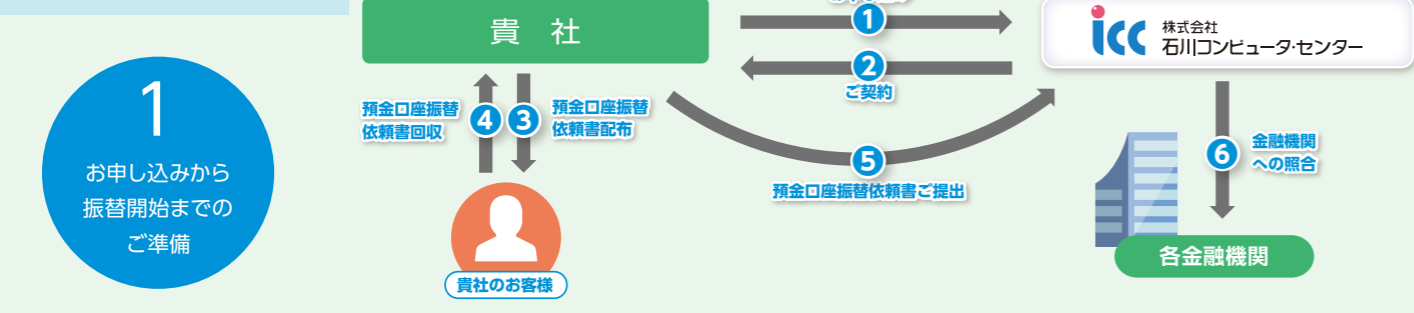 1
お申し込みから
振替開始までの
ご準備
貴 社
1
icc 株式会社
石川コンピュータ・センター
2
ご契約
預金口座振替
依頼書回収
4
3
預金口座振替
依頼書配布
5
預金口座振替依頼書ご提出
6
金融機関
への照合
貴社のお客様
各金融機関